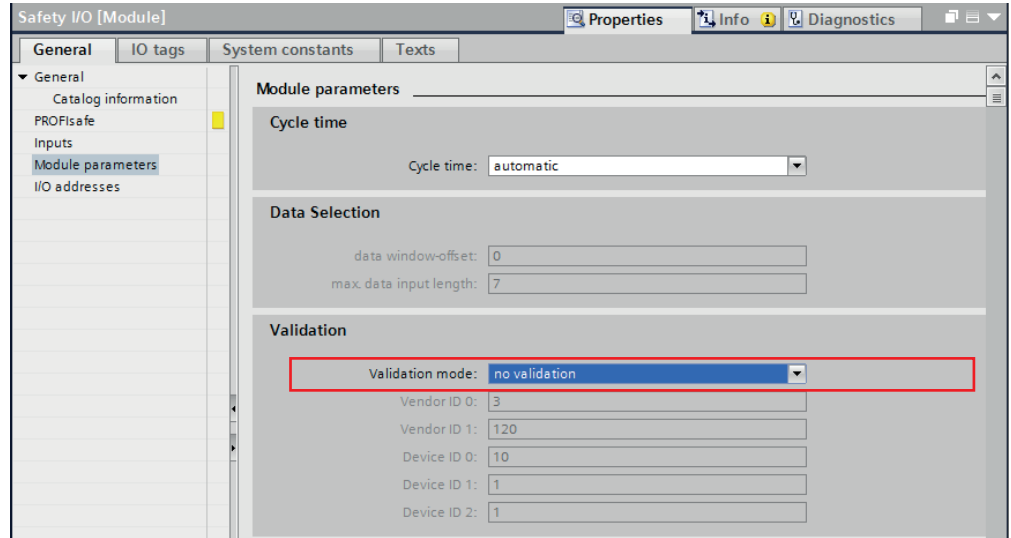 Safety I/O [Module]
Properties
Info
Diagnostics
General
IO tags
System constants
Texts
General
Catalog information
PROFIsafe
Inputs
Module parameters
I/O addresses
Module parameters
Cycle time
Cycle time: automatic
Data Selection
data window-offset: 0
max. data input length: 7
Validation
Validation mode: no validation
Vendor ID 0: 3
Vendor ID 1: 120
Device ID 0: 10
Device ID 1: 1
Device ID 2: 1